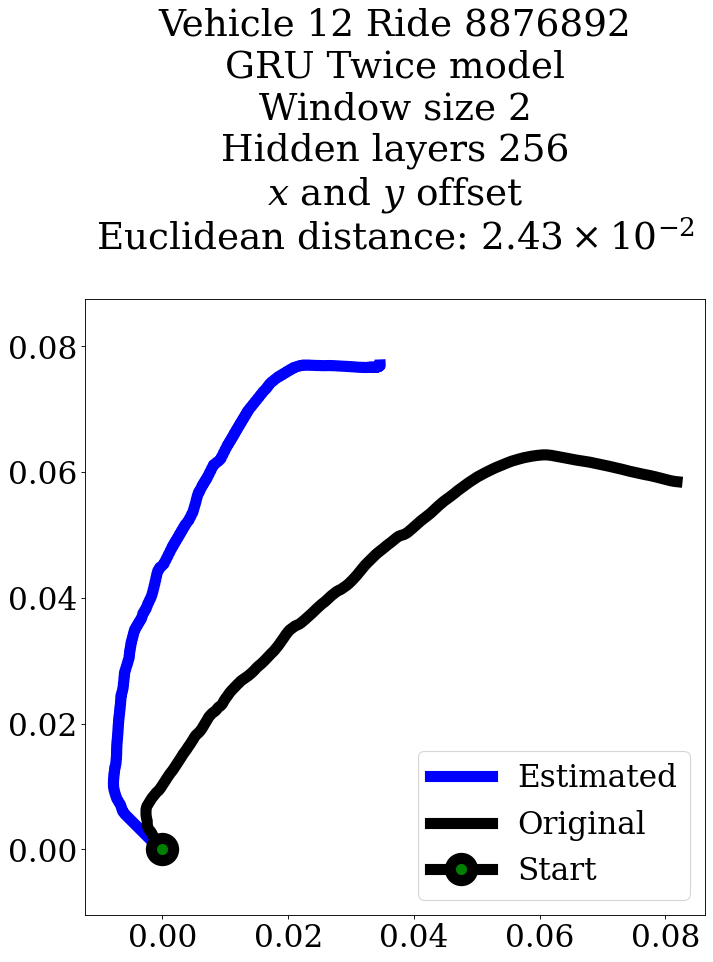 Vehicle 12 Ride 8876892
GRU Twice model
Window size 2
Hidden layers 256
x and y offset
Euclidean distance: 2.43 × 10⁻²
0.08
0.06
0.04
0.02
0.00
Estimated
Original
Start
0.00 0.02 0.04 0.06 0.08